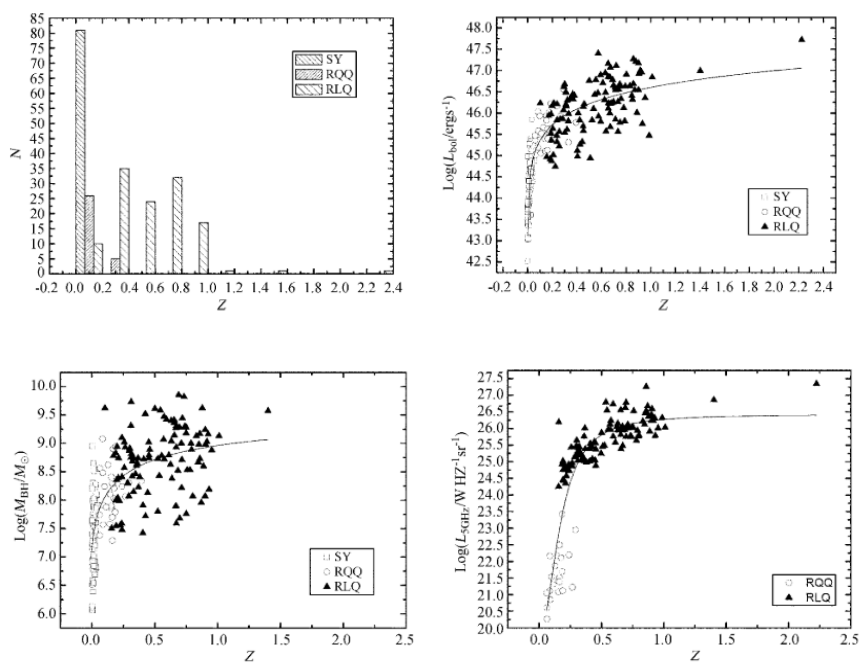 85
80
75
70
65
60
55
50
45
40
35
30
25
20
15
10
5
0
N
SY
RQQ
RLQ
-0.2 0.0 0.2 0.4 0.6 0.8 1.0 1.2 1.4 1.6 1.8 2.0 2.2 2.4
Z
48.0
47.5
47.0
46.5
46.0
45.5
45.0
44.5
44.0
43.5
43.0
42.5
Log(Lbol/ergs-1)
SY
RQQ
RLQ
-0.2 0.0 0.2 0.4 0.6 0.8 1.0 1.2 1.4 1.6 1.8 2.0 2.2 2.4
Z
10.0
9.5
9.0
8.5
8.0
7.5
7.0
6.5
6.0
Log(MBH/M⊙)
SY
RQQ
RLQ
0.0 0.5 1.0 1.5 2.0 2.5
Z
27.5
27.0
26.5
26.0
25.5
25.0
24.5
24.0
23.5
23.0
22.5
22.0
21.5
21.0
20.5
20.0
Log(L5GHz/W HZ-1sr-1)
RQQ
RLQ
0.0 0.5 1.0 1.5 2.0 2.5
Z